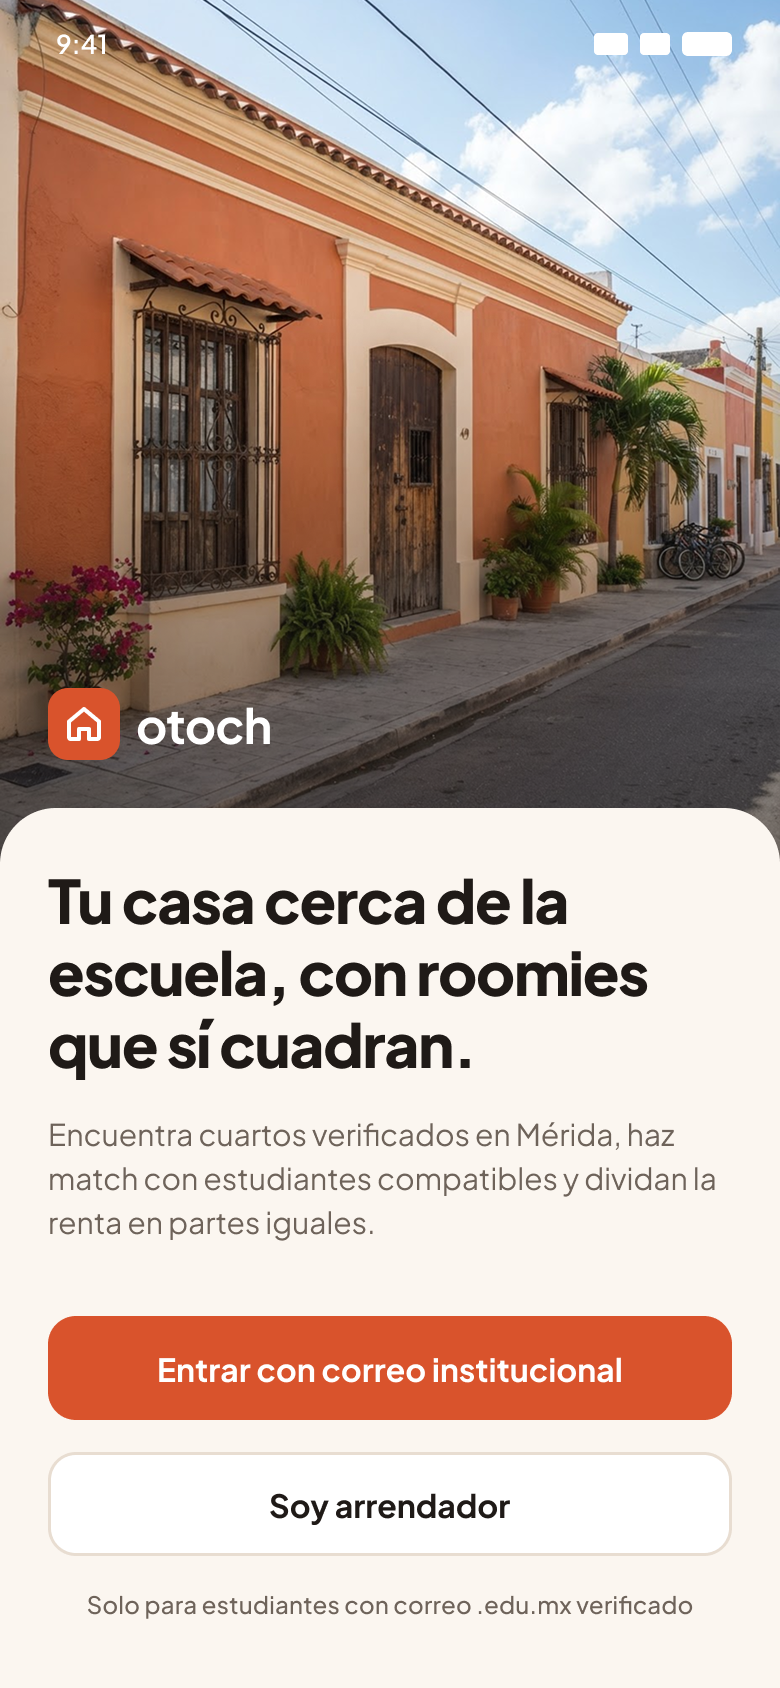 9:41
otoch
Tu casa cerca de la
escuela, con roomies
que sí cuadran.
Encuentra cuartos verificados en Mérida, haz
match con estudiantes compatibles y dividan la
renta en partes iguales.
Entrar con correo institucional
Soy arrendador
Solo para estudiantes con correo .edu.mx verificado